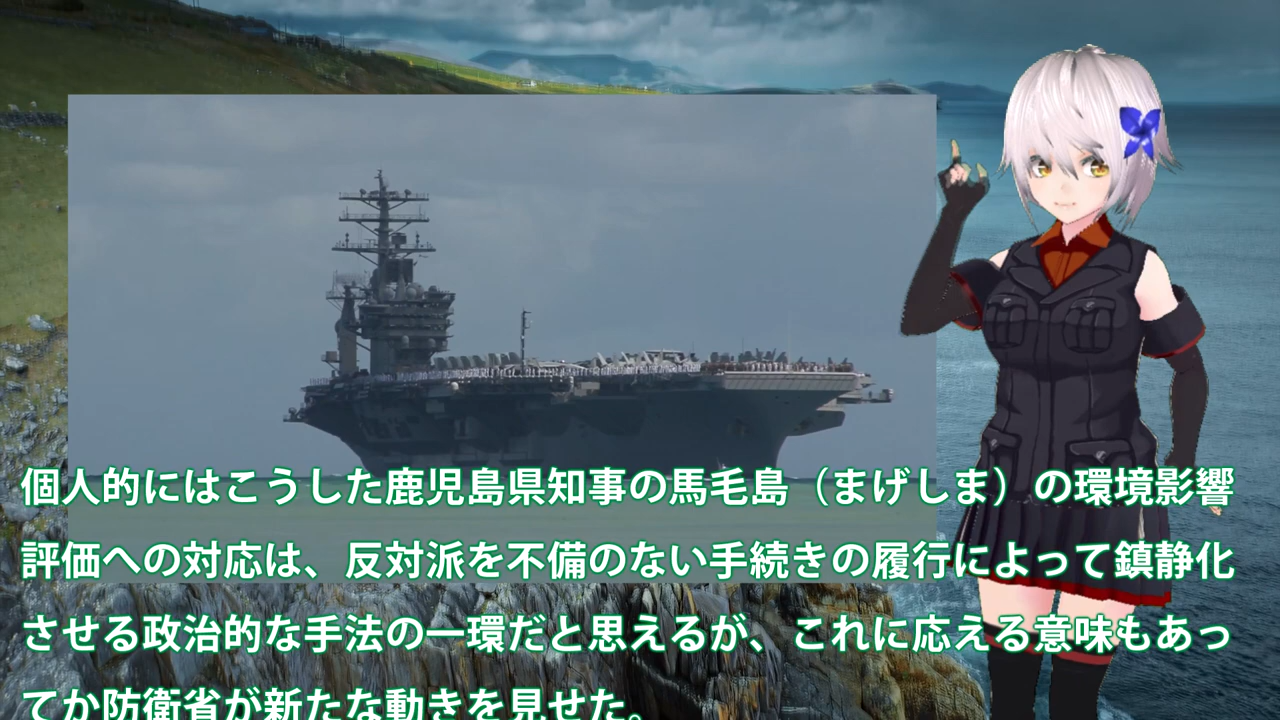 個人的にはこうした鹿児島県知事の馬毛島（まげしま）の環境影響
評価への対応は、反対派を不備のない手続きの履行によって鎮静化
させる政治的な手法の一環だと思えるが、これに応える意味もあっ
てか防衛省が新たな動きを見せた。